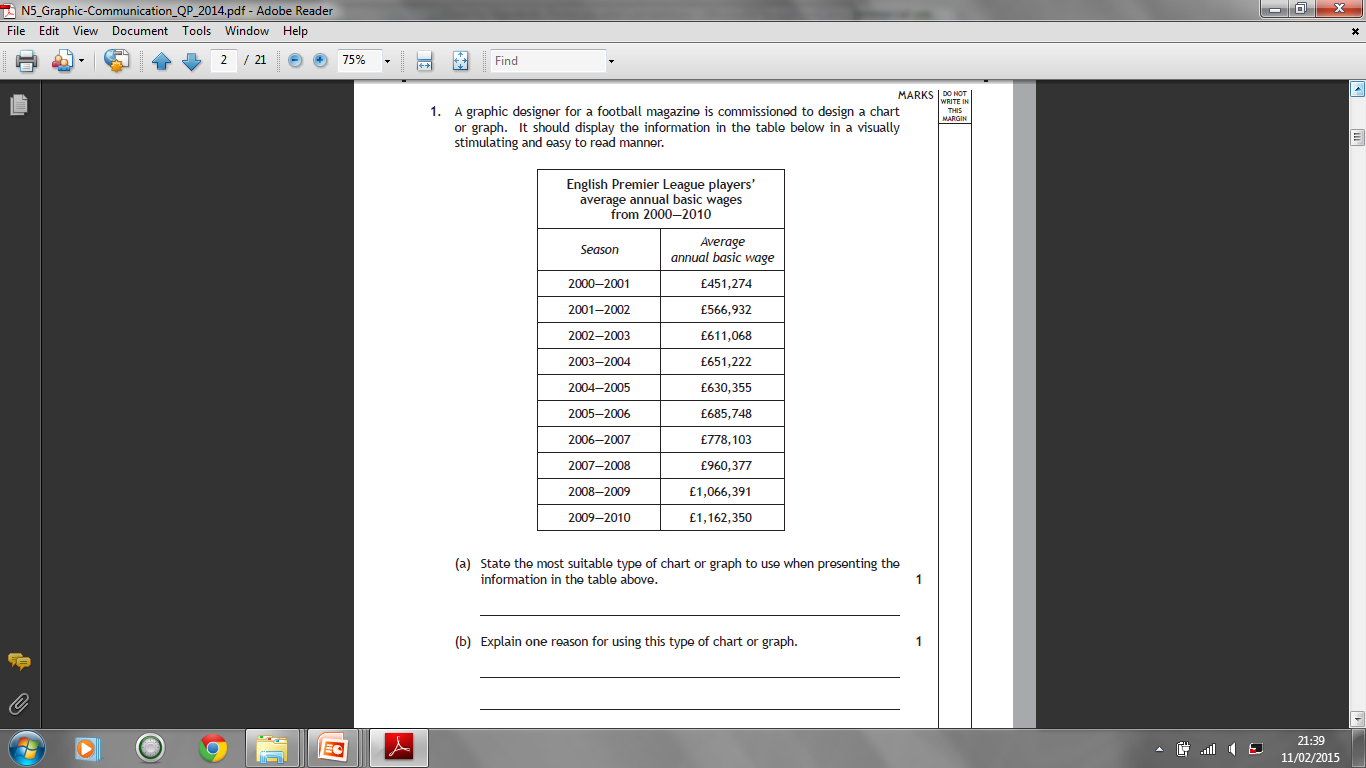 N5_Graphic-Communication_QP_2014.pdf - Adobe Reader
File Edit View Document Tools Window Help
2 / 21 75% Find
MARKS
DO NOT
WRITE IN
THIS
MARGIN
1. A graphic designer for a football magazine is commissioned to design a chart
or graph. It should display the information in the table below in a visually
stimulating and easy to read manner.
English Premier League players’
average annual basic wages
from 2000—2010
Season
Average
annual basic wage
2000—2001 £451,274
2001—2002 £566,932
2002—2003 £611,068
2003—2004 £651,222
2004—2005 £630,355
2005—2006 £685,748
2006—2007 £778,103
2007—2008 £960,377
2008—2009 £1,066,391
2009—2010 £1,162,350
(a) State the most suitable type of chart or graph to use when presenting the
information in the table above. 1
(b) Explain one reason for using this type of chart or graph. 1
21:39
11/02/2015